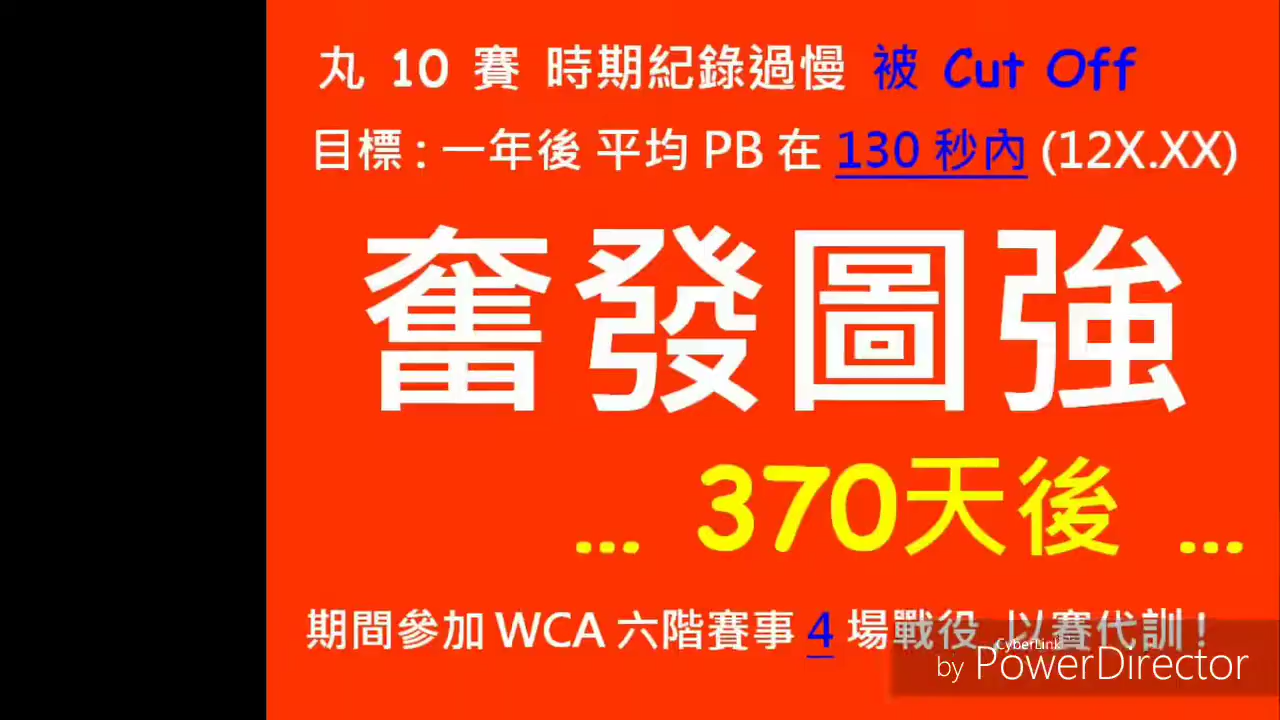 丸 10 賽 時期紀錄過慢 被 Cut Off
目標 : 一年後 平均 PB 在 130 秒內 (12X.XX)
奮發圖強
... 370天後 ...
期間參加 WCA 六階賽事 4 場戰役 以賽代訓 !
CyberLink
by PowerDirector